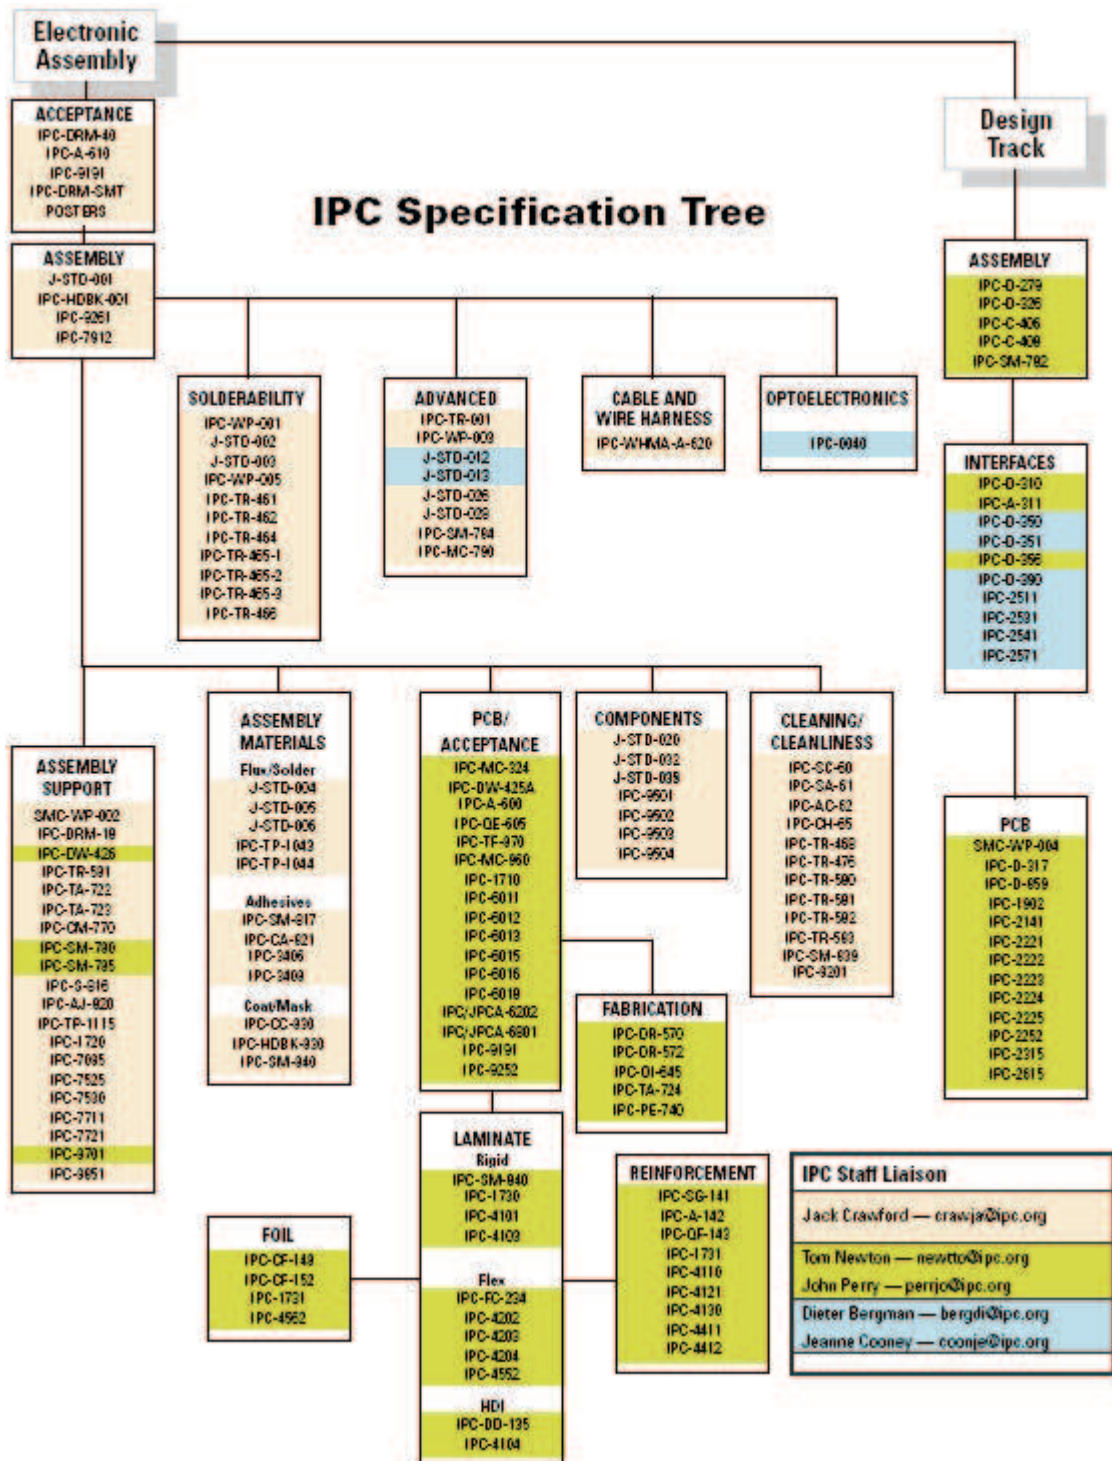 Electronic
Assembly
ACCEPTANCE
IPC-DRM-40
IPC-A-610
IPC-9191
IPC-DRM-SMT
POSTERS
Design
Track
IPC Specification Tree
ASSEMBLY
J-STD-001
IPC-HDBK-001
IPC-9261
IPC-7912
ASSEMBLY
IPC-D-279
IPC-D-326
IPC-C-406
IPC-C-408
IPC-SM-782
SOLDERABILITY
IPC-WP-001
J-STD-002
J-STD-003
IPC-WP-005
IPC-TR-461
IPC-TR-462
IPC-TR-464
IPC-TR-465-1
IPC-TR-465-2
IPC-TR-465-3
IPC-TR-466
ADVANCED
IPC-TR-001
IPC-WP-003
J-STD-012
J-STD-013
J-STD-026
J-STD-028
IPC-SM-784
IPC-MC-790
CABLE AND
WIRE HARNESS
IPC-WHMA-A-620
OPTOELECTRONICS
IPC-0040
INTERFACES
IPC-D-310
IPC-A-311
IPC-D-350
IPC-D-351
IPC-D-356
IPC-D-390
IPC-2511
IPC-2531
IPC-2541
IPC-2571
ASSEMBLY
SUPPORT
SMC-WP-002
IPC-DRM-18
IPC-DW-426
IPC-TR-581
IPC-TA-722
IPC-TA-723
IPC-CM-770
IPC-SM-780
IPC-SM-785
IPC-S-816
IPC-AJ-820
IPC-TP-1115
IPC-1720
IPC-7095
IPC-7525
IPC-7530
IPC-7711
IPC-7721
IPC-9701
IPC-9851
ASSEMBLY
MATERIALS
Flux/Solder
J-STD-004
J-STD-005
J-STD-006
IPC-TP-1043
IPC-TP-1044
Adhesives
IPC-SM-817
IPC-CA-821
IPC-3406
IPC-3408
Coat/Mask
IPC-CC-830
IPC-HDBK-830
IPC-SM-840
PCB/
ACCEPTANCE
IPC-MC-324
IPC-DW-425A
IPC-A-600
IPC-QE-605
IPC-TF-870
IPC-MC-960
IPC-1710
IPC-6011
IPC-6012
IPC-6013
IPC-6015
IPC-6016
IPC-6018
IPC/JPCA-6202
IPC/JPCA-6801
IPC-9191
IPC-9252
COMPONENTS
J-STD-020
J-STD-032
J-STD-035
IPC-9501
IPC-9502
IPC-9503
IPC-9504
CLEANING/
CLEANLINESS
IPC-SC-60
IPC-SA-61
IPC-AC-62
IPC-CH-65
IPC-TR-468
IPC-TR-476
IPC-TR-580
IPC-TR-581
IPC-TR-582
IPC-TR-583
IPC-SM-839
IPC-9201
PCB
SMC-WP-004
IPC-D-317
IPC-D-859
IPC-1902
IPC-2141
IPC-2221
IPC-2222
IPC-2223
IPC-2224
IPC-2225
IPC-2252
IPC-2315
IPC-2615
FABRICATION
IPC-DR-570
IPC-DR-572
IPC-OI-645
IPC-TA-724
IPC-PE-740
FOIL
IPC-CF-148
IPC-CF-152
IPC-1731
IPC-4562
LAMINATE
Rigid
IPC-SM-840
IPC-1730
IPC-4101
IPC-4103
Flex
IPC-FC-234
IPC-4202
IPC-4203
IPC-4204
IPC-4552
HDI
IPC-DD-135
IPC-4104
REINFORCEMENT
IPC-SG-141
IPC-A-142
IPC-QF-143
IPC-1731
IPC-4110
IPC-4121
IPC-4130
IPC-4411
IPC-4412
IPC Staff Liaison
Jack Crawford — crawja@ipc.org
Tom Newton — newtto@ipc.org
John Perry — perrjo@ipc.org
Dieter Bergman — bergdi@ipc.org
Jeanne Cooney — coonje@ipc.org